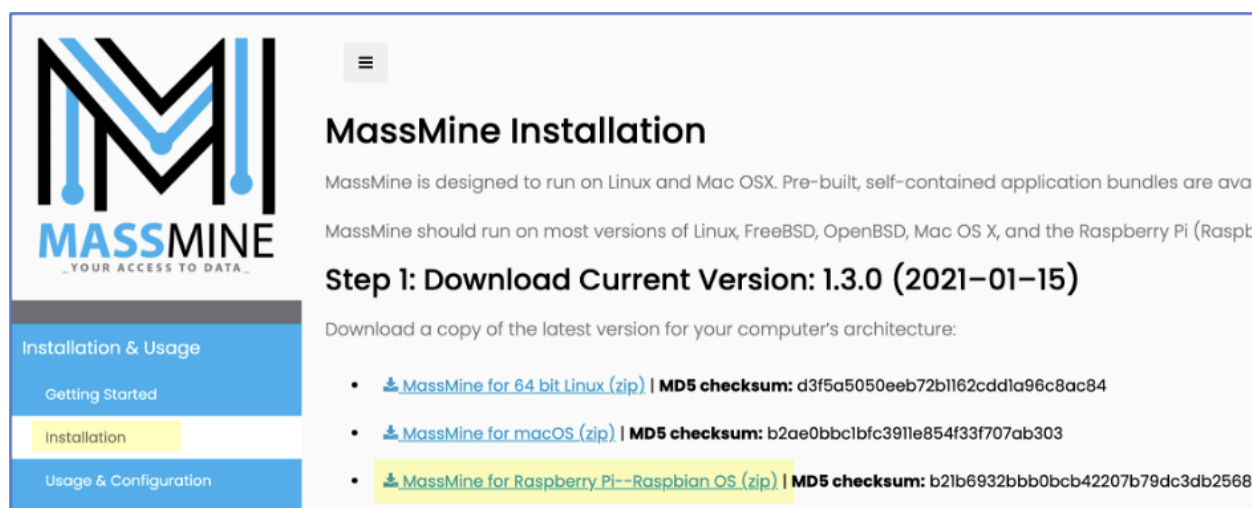 MASSMINE
_YOUR ACCESS TO DATA_
Installation & Usage
Getting Started
Installation
Usage & Configuration
MassMine Installation
MassMine is designed to run on Linux and Mac OSX. Pre-built, self-contained application bundles are ava
MassMine should run on most versions of Linux, FreeBSD, OpenBSD, Mac OS X, and the Raspberry Pi (Raspb
Step 1: Download Current Version: 1.3.0 (2021–01–15)
Download a copy of the latest version for your computer's architecture:
• MassMine for 64 bit Linux (zip) | MD5 checksum: d3f5a5050eeb72b1162cdd1a96c8ac84
• MassMine for macOS (zip) | MD5 checksum: b2ae0bbc1bfc3911e854f33f707ab303
• MassMine for Raspberry Pi--Raspbian OS (zip) | MD5 checksum: b21b6932bbb0bcb42207b79dc3db2568